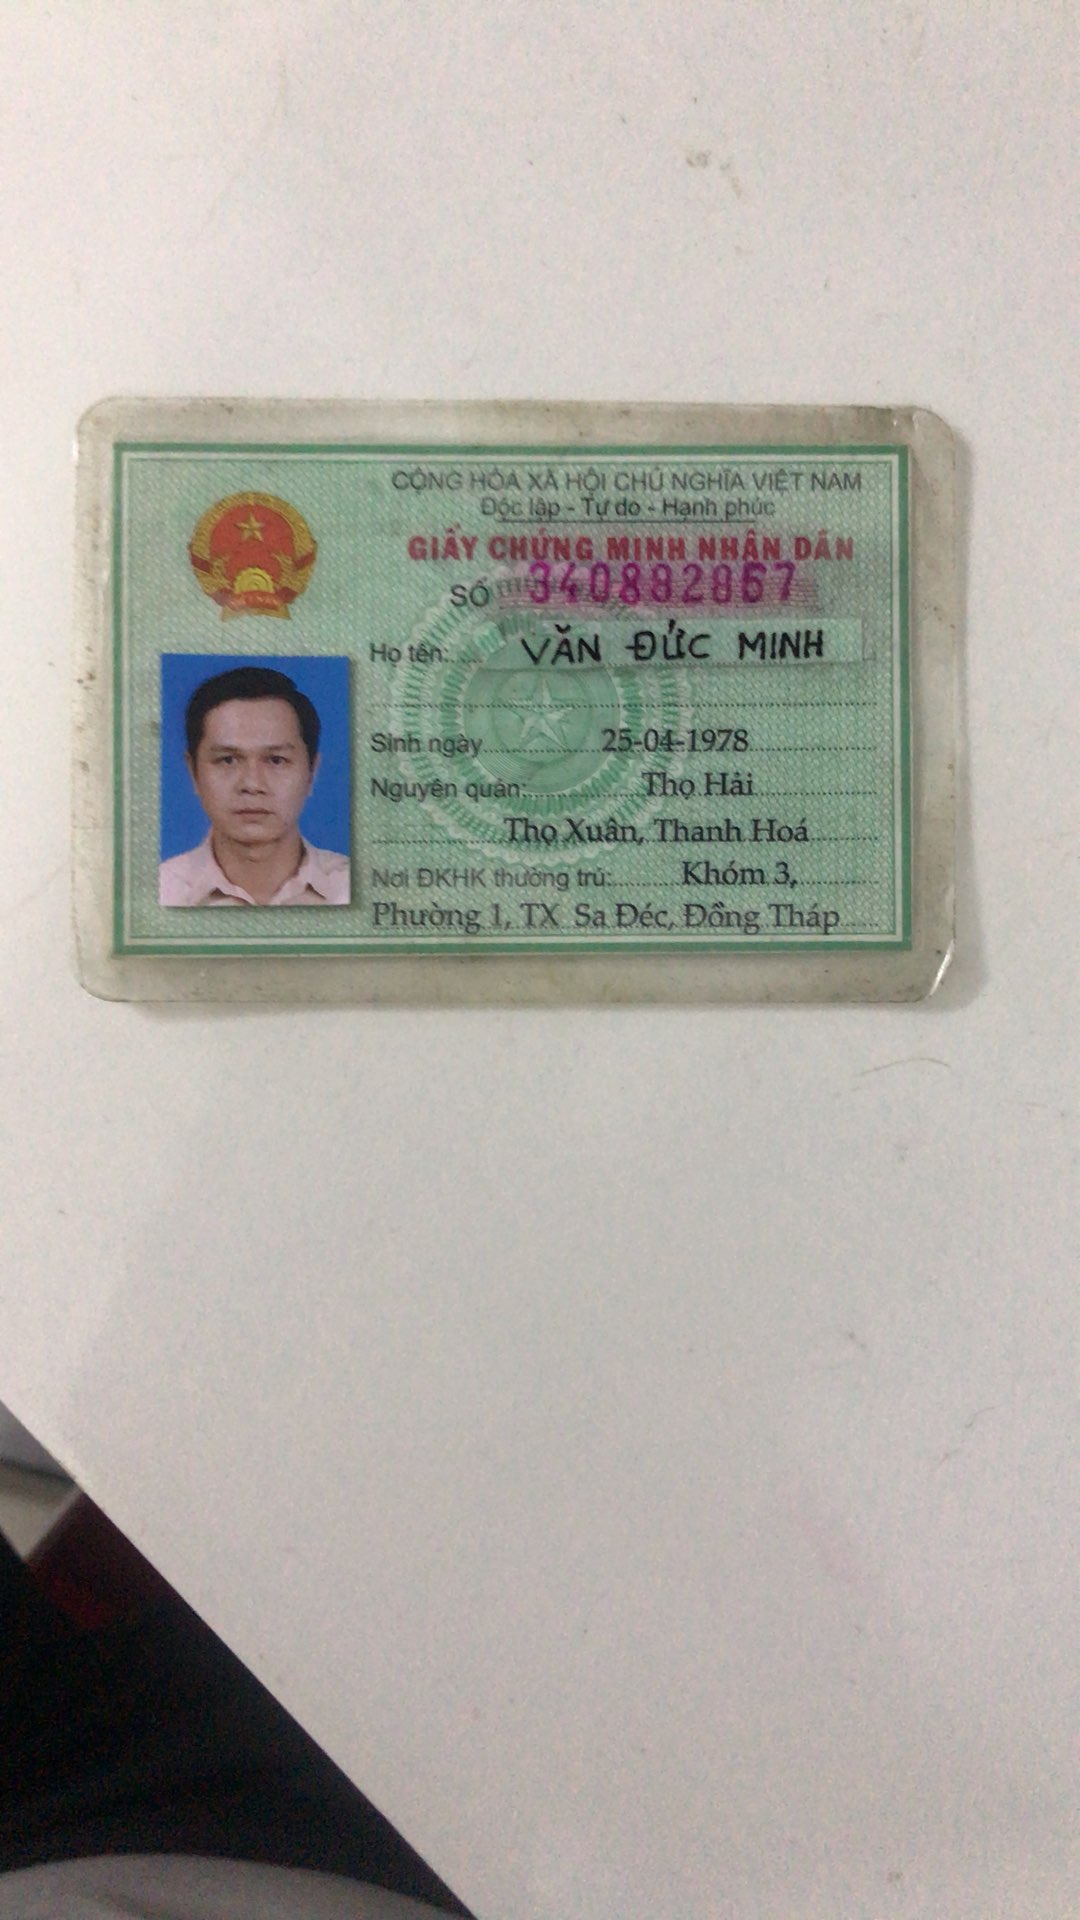 CỘNG HÒA XÃ HỘI CHỦ NGHĨA VIỆT NAM
Độc lập - Tự do - Hạnh phúc
GIẤY CHỨNG MINH NHÂN DÂN
SỐ 340882867
Họ tên:..... VĂN ĐỨC MINH
Sinh ngày 25-04-1978
Nguyên quán: Thọ Hải
Thọ Xuân, Thanh Hoá
Nơi ĐKHK thường trú: Khóm 3,
Phường 1, TX Sa Đéc, Đồng Tháp